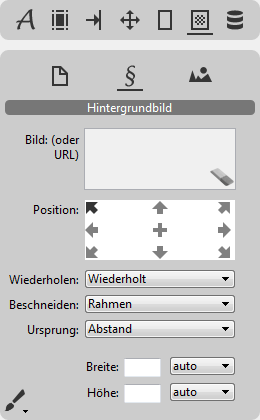 A
§
Hintergrundbild
Bild: (oder
URL)
Position:
Wiederholen: Wiederholt
Beschneiden: Rahmen
Ursprung: Abstand
Breite: auto
Höhe: auto